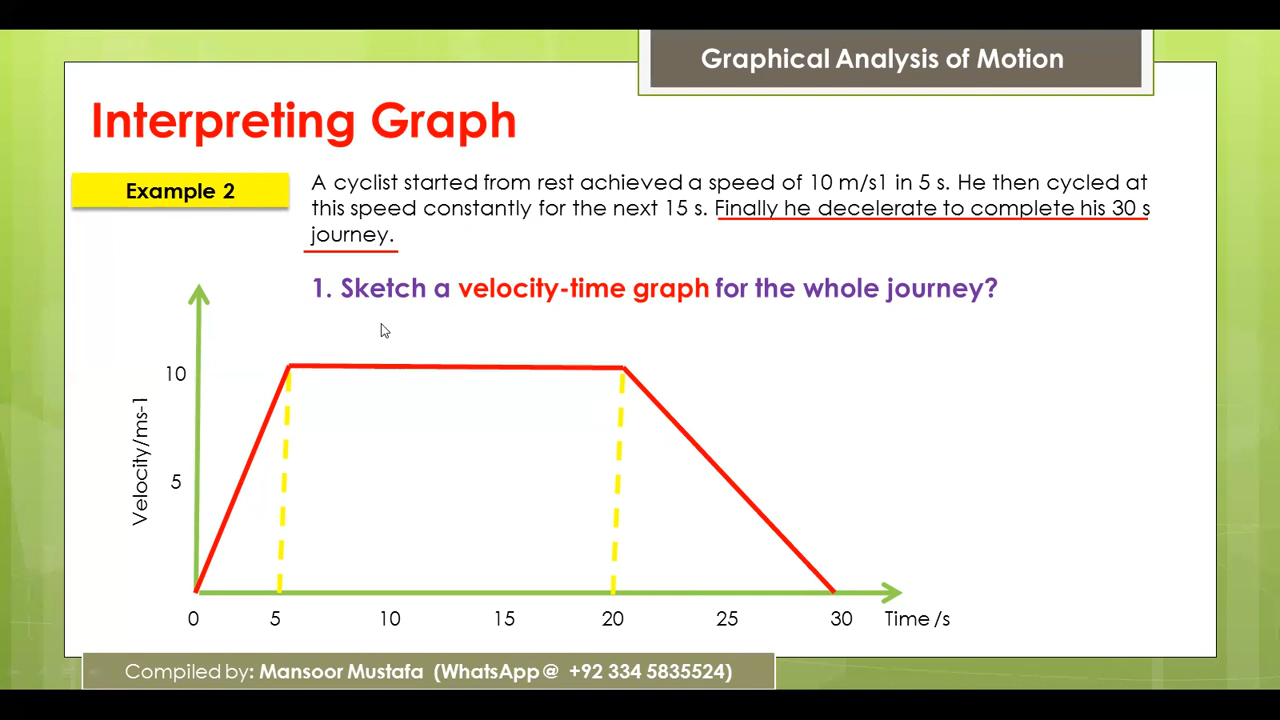 Graphical Analysis of Motion
Interpreting Graph
Example 2
A cyclist started from rest achieved a speed of 10 m/s1 in 5 s. He then cycled at
this speed constantly for the next 15 s. Finally he decelerate to complete his 30 s
journey.
1. Sketch a velocity-time graph for the whole journey?
Velocity/ms-1
10
5
0 5 10 15 20 25 30 Time /s
Compiled by: Mansoor Mustafa (WhatsApp@ +92 334 5835524)